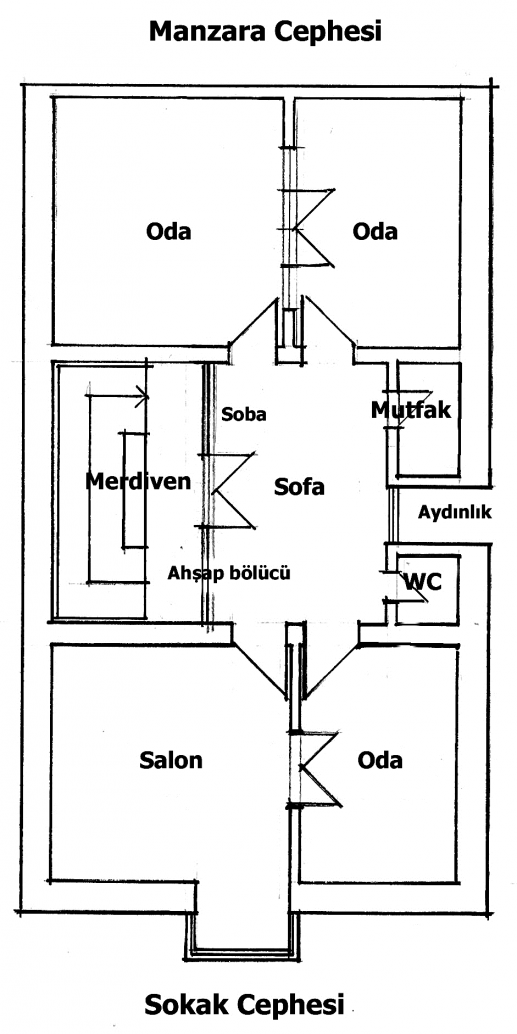 Manzara Cephesi
Oda
Oda
Soba
Mutfak
Merdiven
Sofa
Aydınlık
Ahşap bölücü
WC
Salon
Oda
Sokak Cephesi